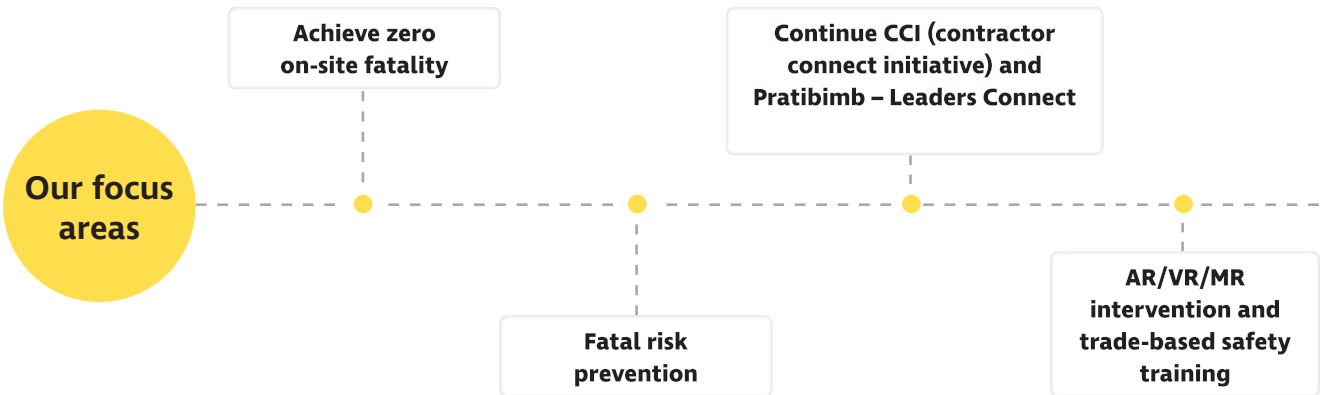 Our focus
areas
Achieve zero
on-site fatality
Fatal risk
prevention
Continue CCI (contractor
connect initiative) and
Pratibimb – Leaders Connect
AR/VR/MR
intervention and
trade-based safety
training